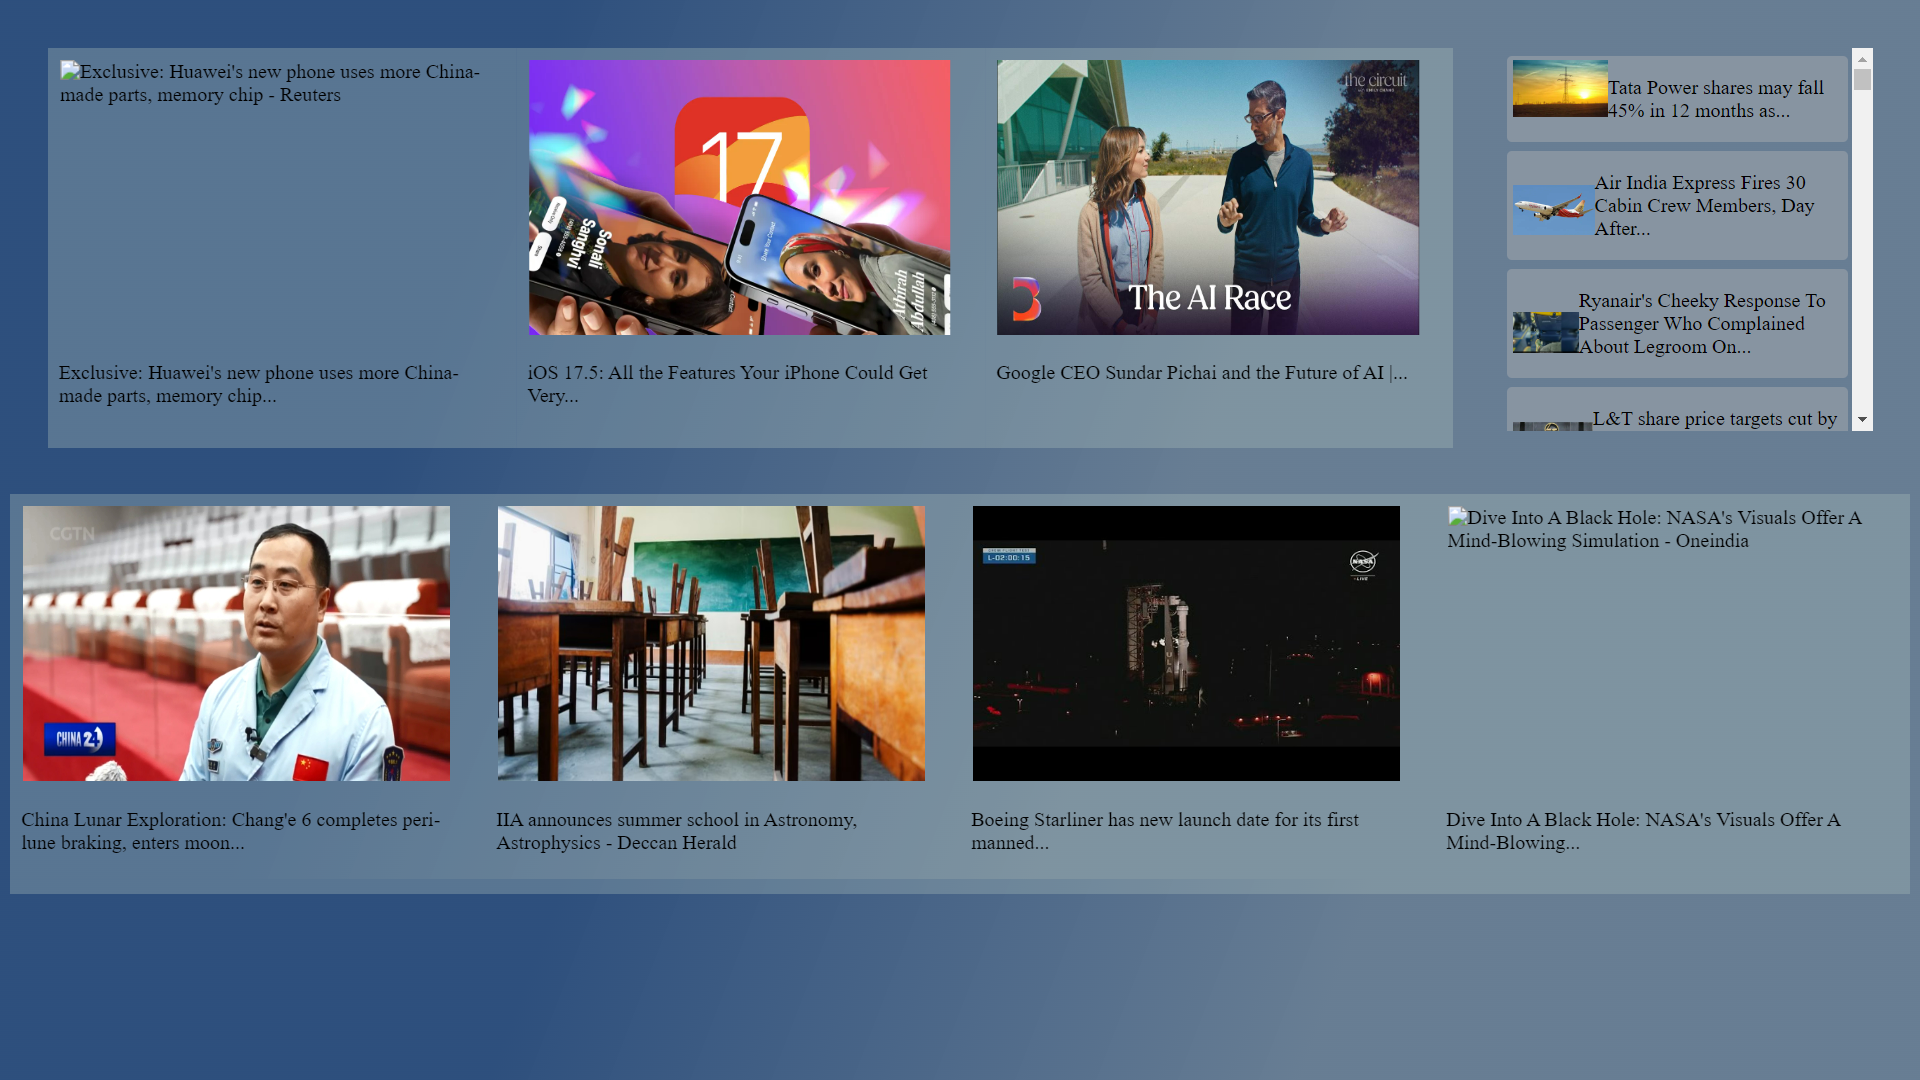 Exclusive: Huawei's new phone uses more China-
made parts, memory chip - Reuters
17
Sonali
Sanghvi
Athirah
Abdullah
the circuit
The AI Race
Exclusive: Huawei's new phone uses more China-
made parts, memory chip...
iOS 17.5: All the Features Your iPhone Could Get
Very...
Google CEO Sundar Pichai and the Future of AI |...
Tata Power shares may fall
45% in 12 months as...
Air India Express Fires 30
Cabin Crew Members, Day
After...
Ryanair's Cheeky Response To
Passenger Who Complained
About Legroom On...
L&T share price targets cut by
CGTN
CHINA 24
L-02:00:15
NASA
LIVE
ULA
Dive Into A Black Hole: NASA's Visuals Offer A
Mind-Blowing Simulation - Oneindia
China Lunar Exploration: Chang'e 6 completes peri-
lune braking, enters moon...
IIA announces summer school in Astronomy,
Astrophysics - Deccan Herald
Boeing Starliner has new launch date for its first
manned...
Dive Into A Black Hole: NASA's Visuals Offer A
Mind-Blowing...